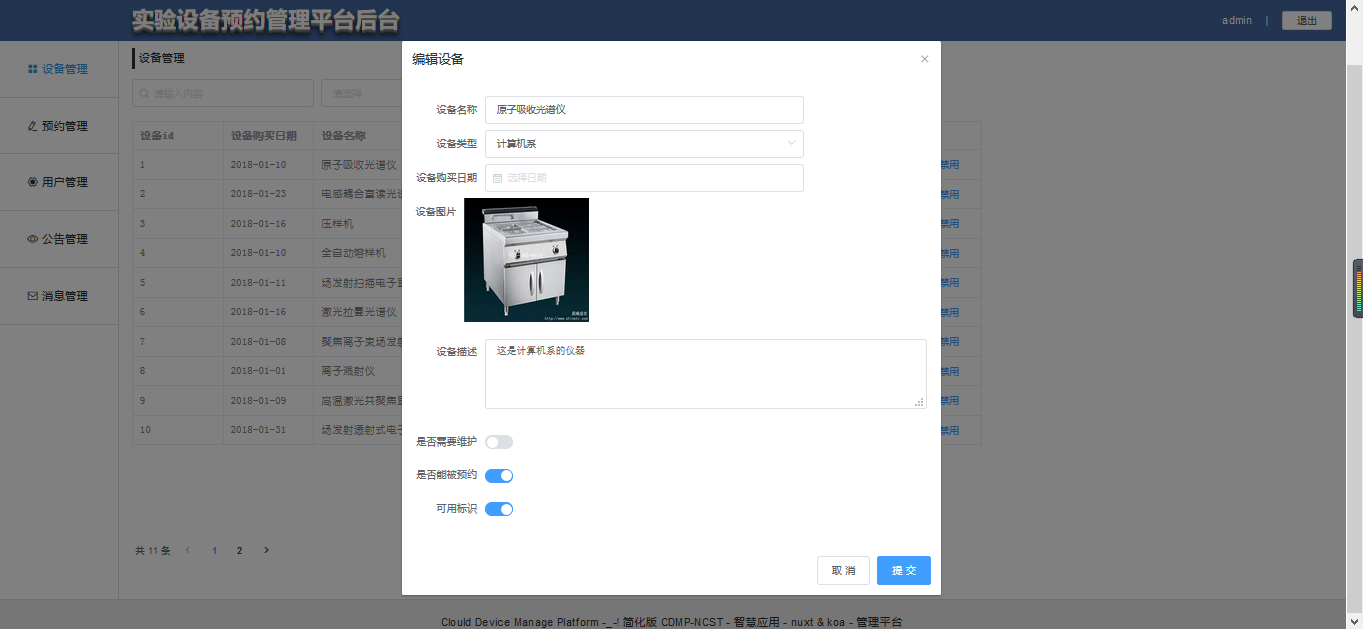 实验设备预约管理平台后台
admin | 退出
设备管理
预约管理
用户管理
公告管理
消息管理
设备管理
请输入内容 请选择
设备id 设备购买日期 设备名称
1 2018-01-10 原子吸收光谱仪 禁用
2 2018-01-23 电感耦合直读光 禁用
3 2018-01-16 压样机 禁用
4 2018-01-10 全自动熔样机 禁用
5 2018-01-11 场发射扫描电子 禁用
6 2018-01-16 激光拉曼光谱仪 禁用
7 2018-01-08 聚焦离子束场发 禁用
8 2018-01-01 离子溅射仪 禁用
9 2018-01-09 高温激光共聚焦 禁用
10 2018-01-31 场发射透射式电子 禁用
共 11 条 1 2
编辑设备
设备名称 原子吸收光谱仪
设备类型 计算机系
设备购买日期 选择日期
设备图片
设备描述 这是计算机系的仪器
是否需要维护
是否能被预约
可用标识
取 消 提 交
Clould Device Manage Platform -_-! 简化版 CDMP-NCST - 智慧应用 - nuxt & koa - 管理平台